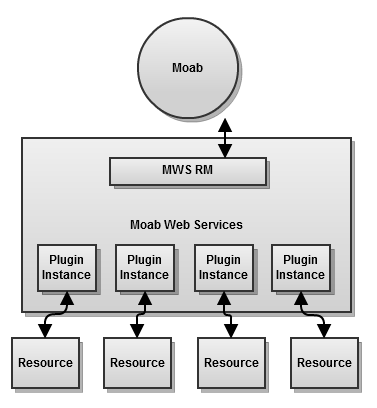 Moab
MWS RM
Moab Web Services
Plugin
Instance
Plugin
Instance
Plugin
Instance
Plugin
Instance
Resource
Resource
Resource
Resource